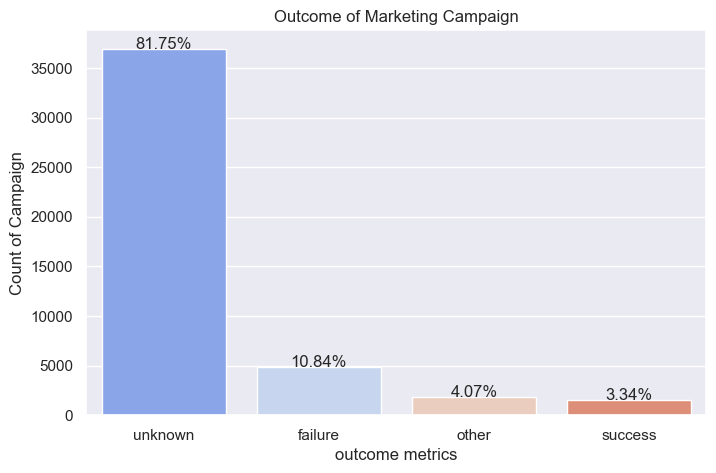 Outcome of Marketing Campaign
Count of Campaign
35000
30000
25000
20000
15000
10000
5000
0
81.75%
10.84%
4.07%
3.34%
unknown
failure
other
success
outcome metrics